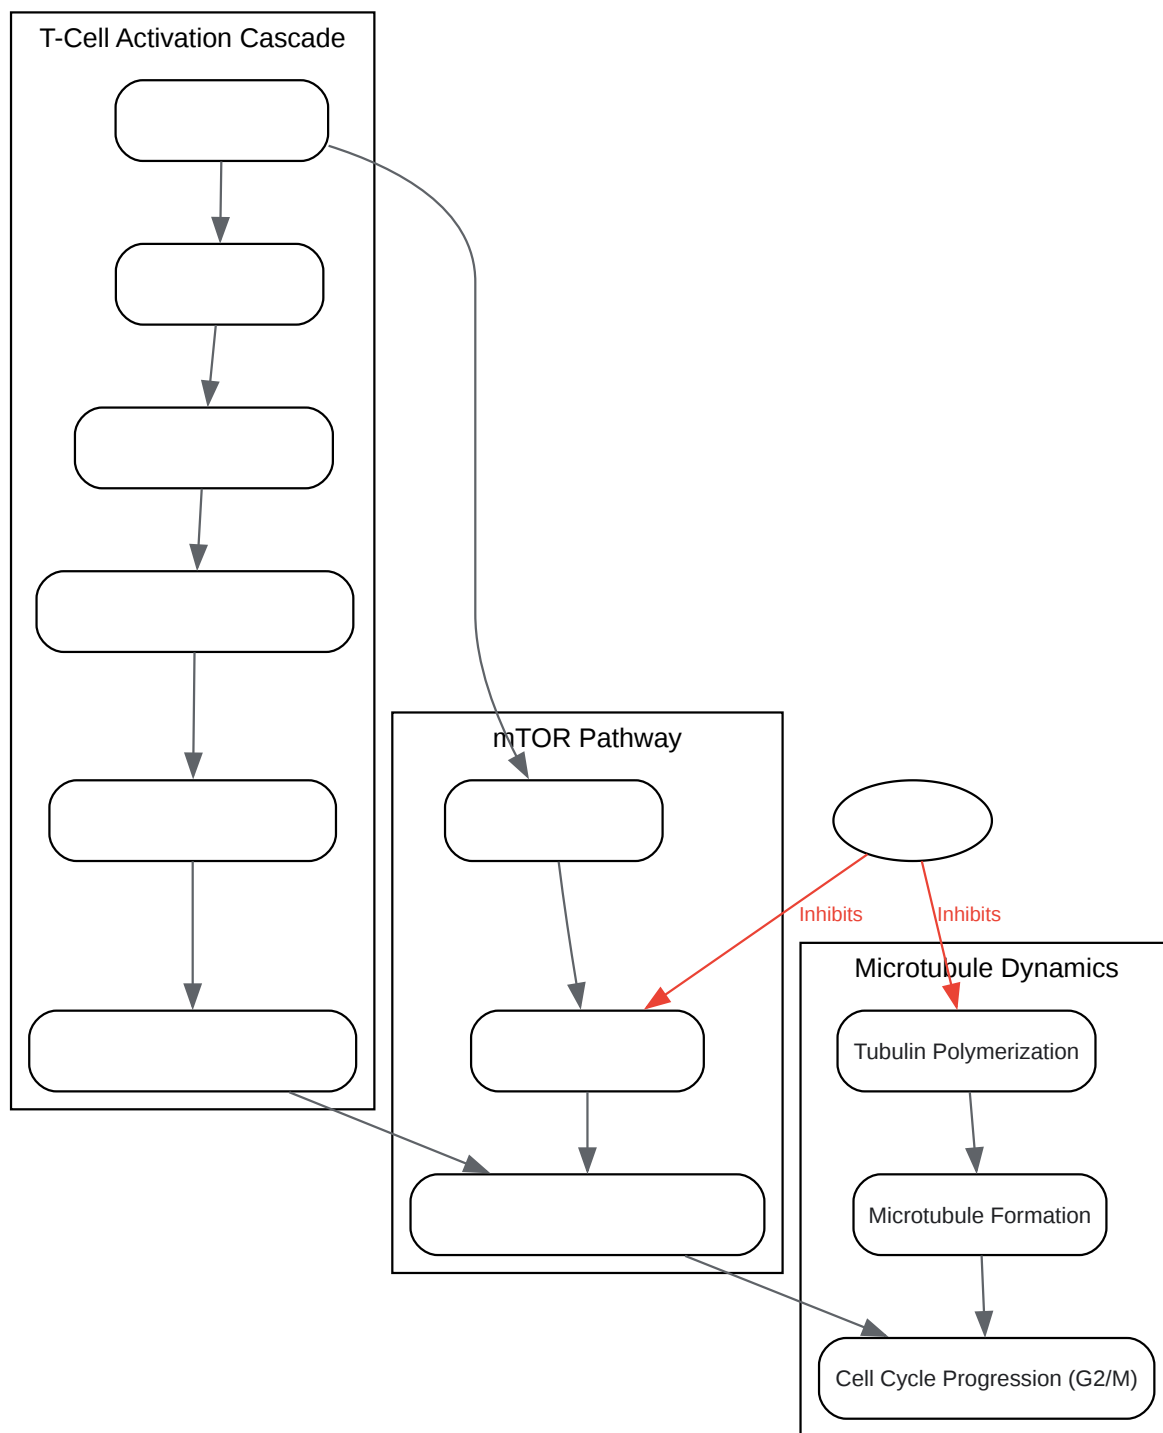 T-Cell Activation Cascade
mTOR Pathway
Inhibits
Inhibits
Microtubule Dynamics
Tubulin Polymerization
Microtubule Formation
Cell Cycle Progression (G2/M)